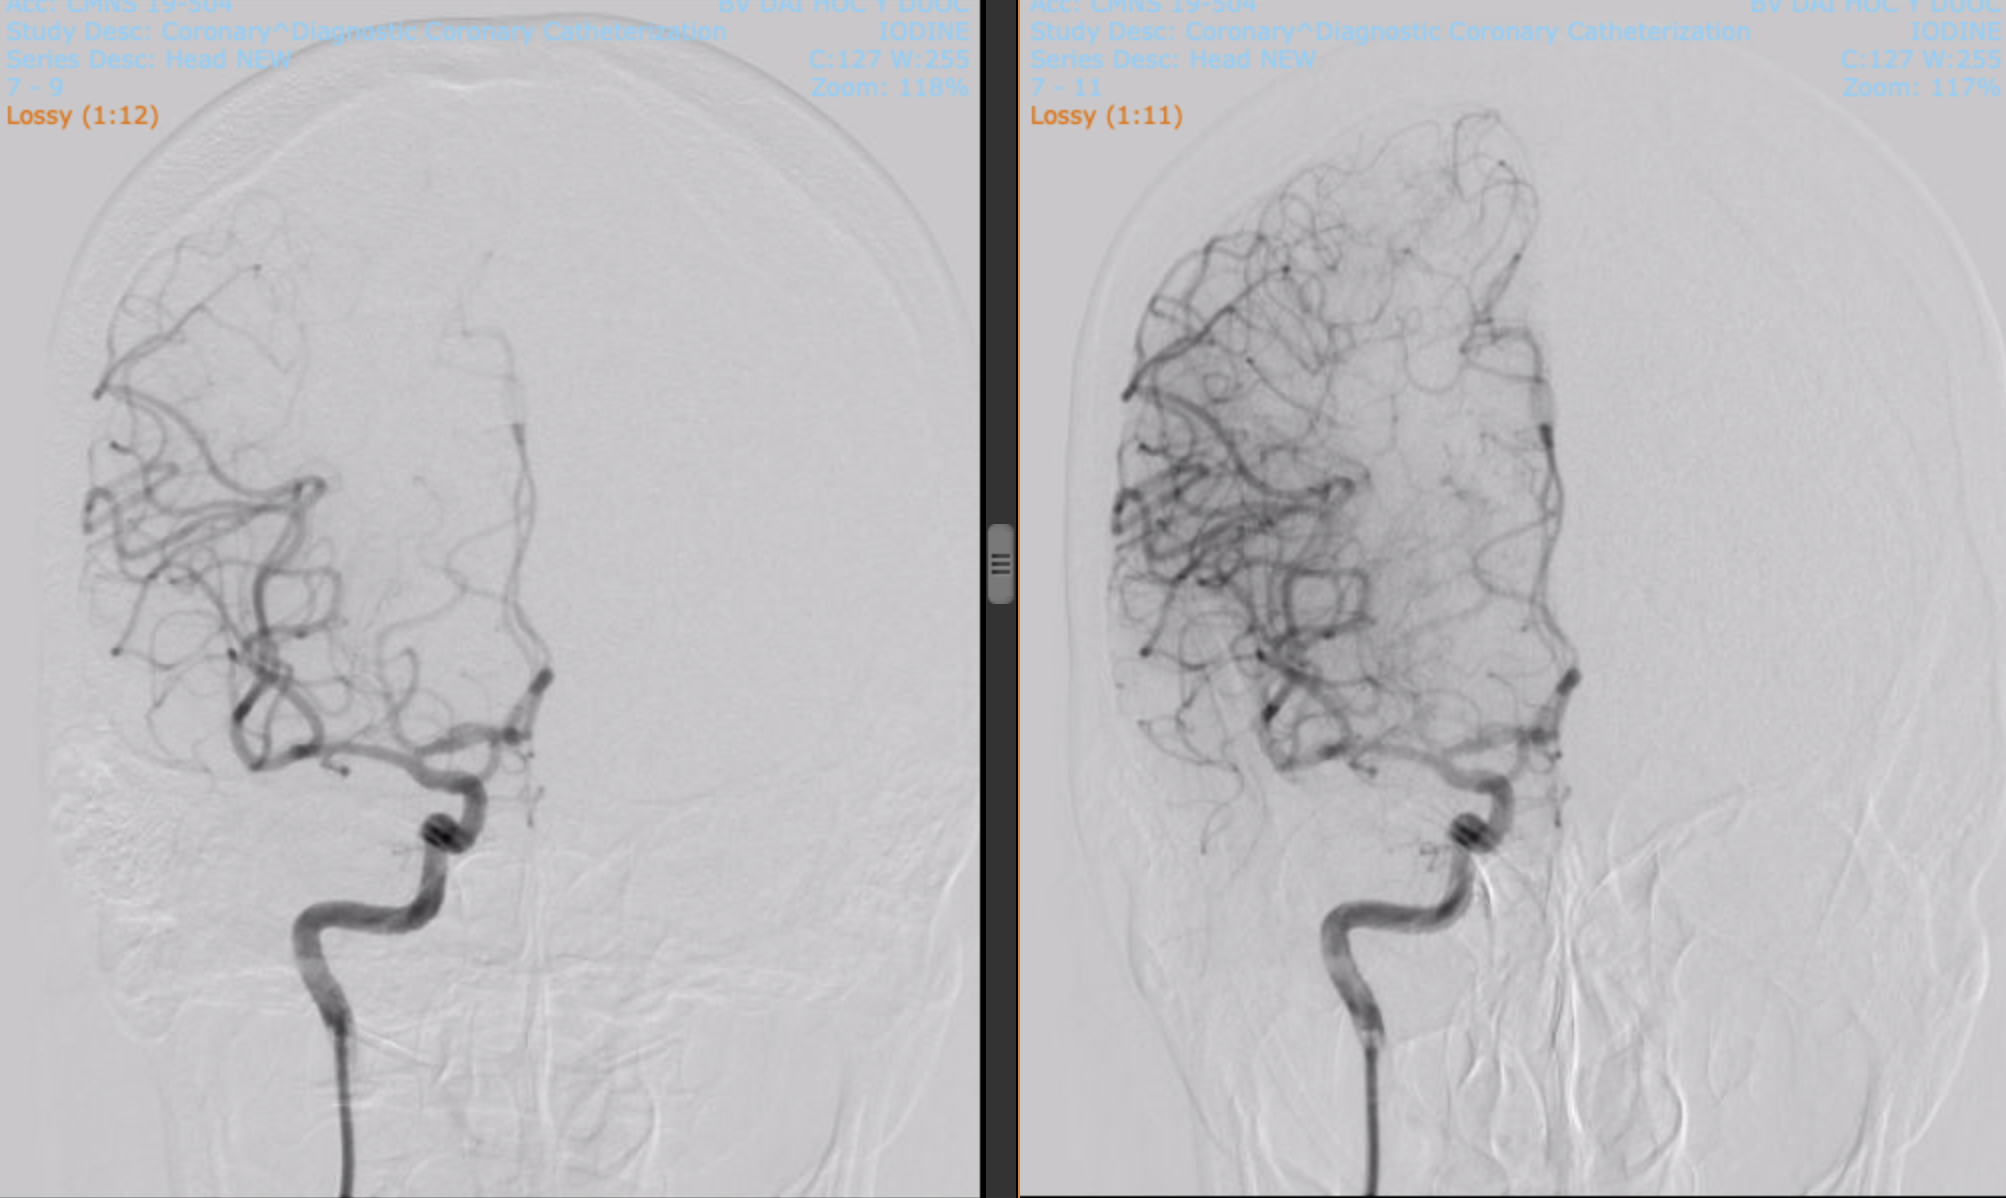 Acc: CMNS 19-504
BV DAI HOC Y DUOC
Study Desc: Coronary^Diagnostic Coronary Catheterization
IODINE
Series Desc: Head NEW
C:127 W:255
7 - 9
Zoom: 118%
Lossy (1:12)
Acc: CMNS 19-504
BV DAI HOC Y DUOC
Study Desc: Coronary^Diagnostic Coronary Catheterization
IODINE
Series Desc: Head NEW
C:127 W:255
7 - 11
Zoom: 117%
Lossy (1:11)